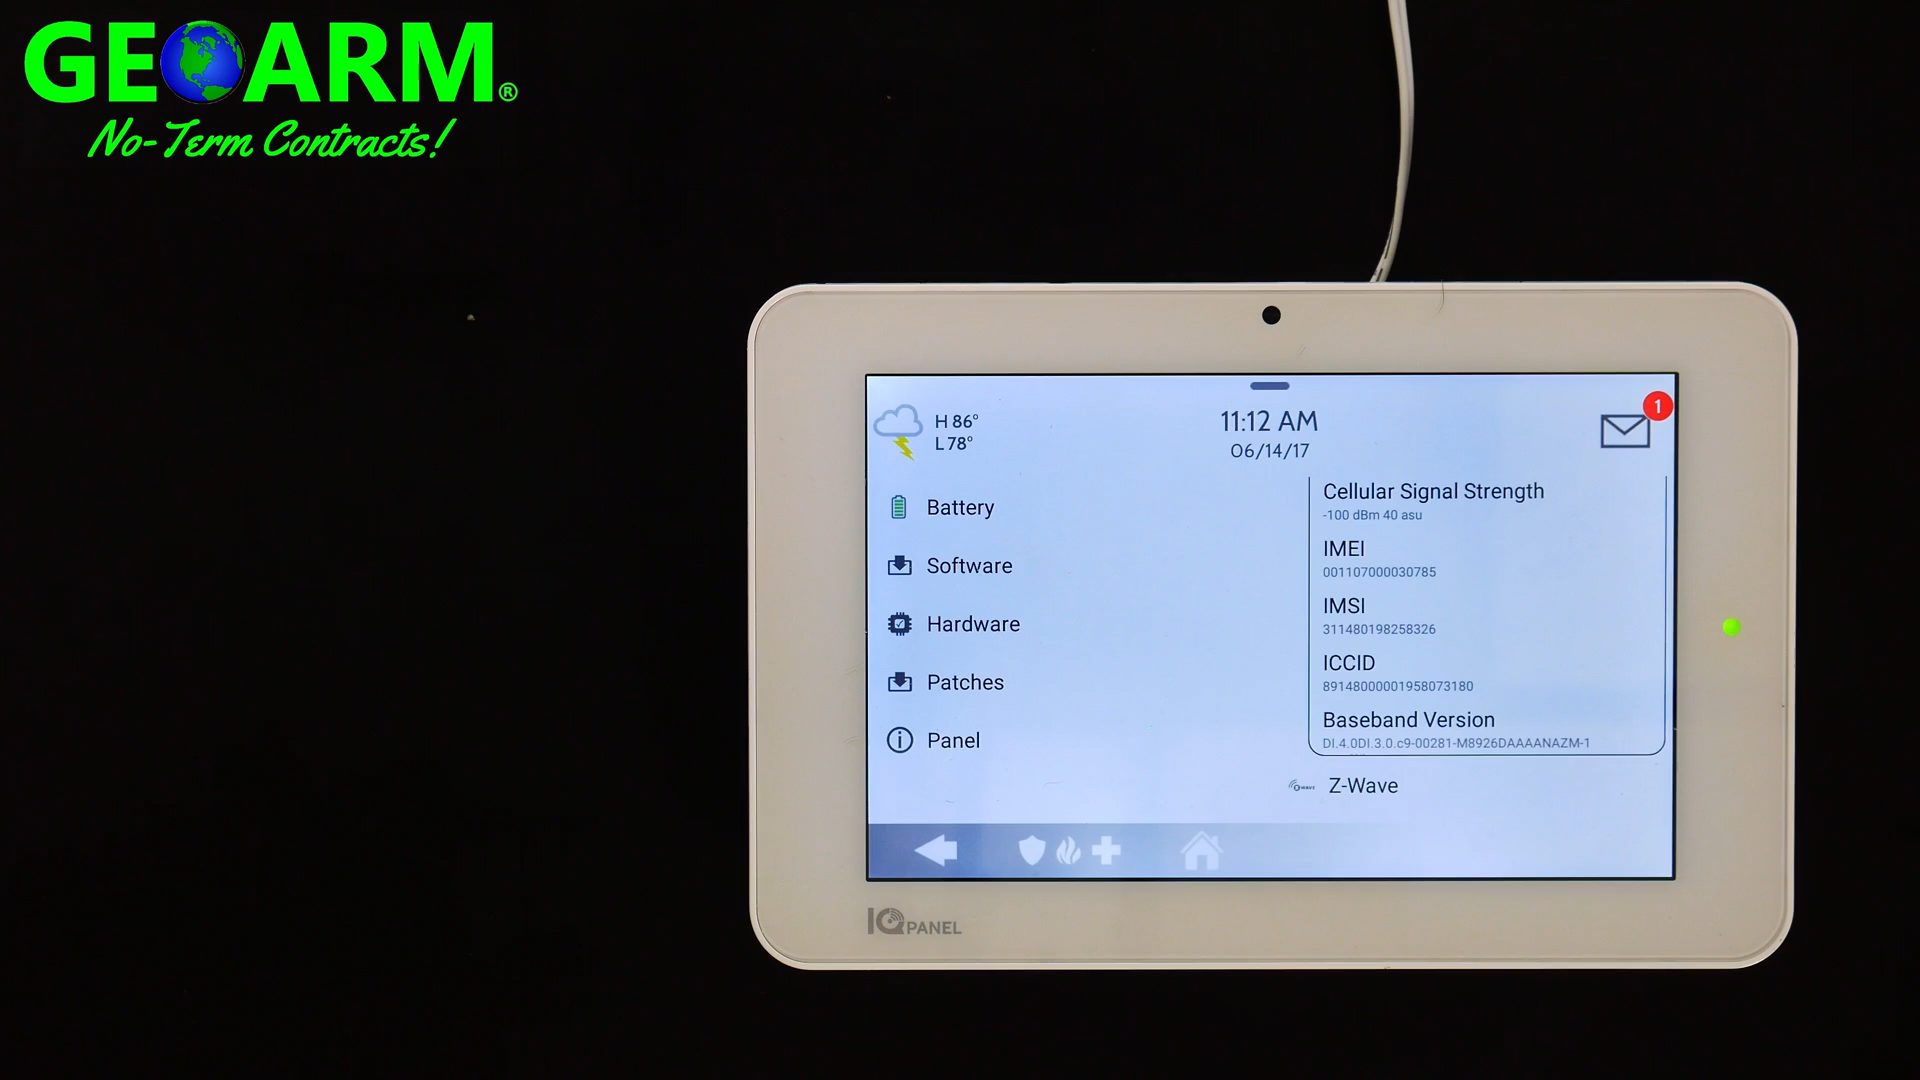 GEOARM®
No-Term Contracts!
H 86°
L 78°
11:12 AM
06/14/17
1
Battery
Software
Hardware
Patches
Panel
Cellular Signal Strength
-100 dBm 40 asu
IMEI
001107000030785
IMSI
311480198258326
ICCID
89148000001958073180
Baseband Version
DI.4.0DI.3.0.c9-00281-M8926DAAAANAZM-1
Z-Wave
IQ PANEL